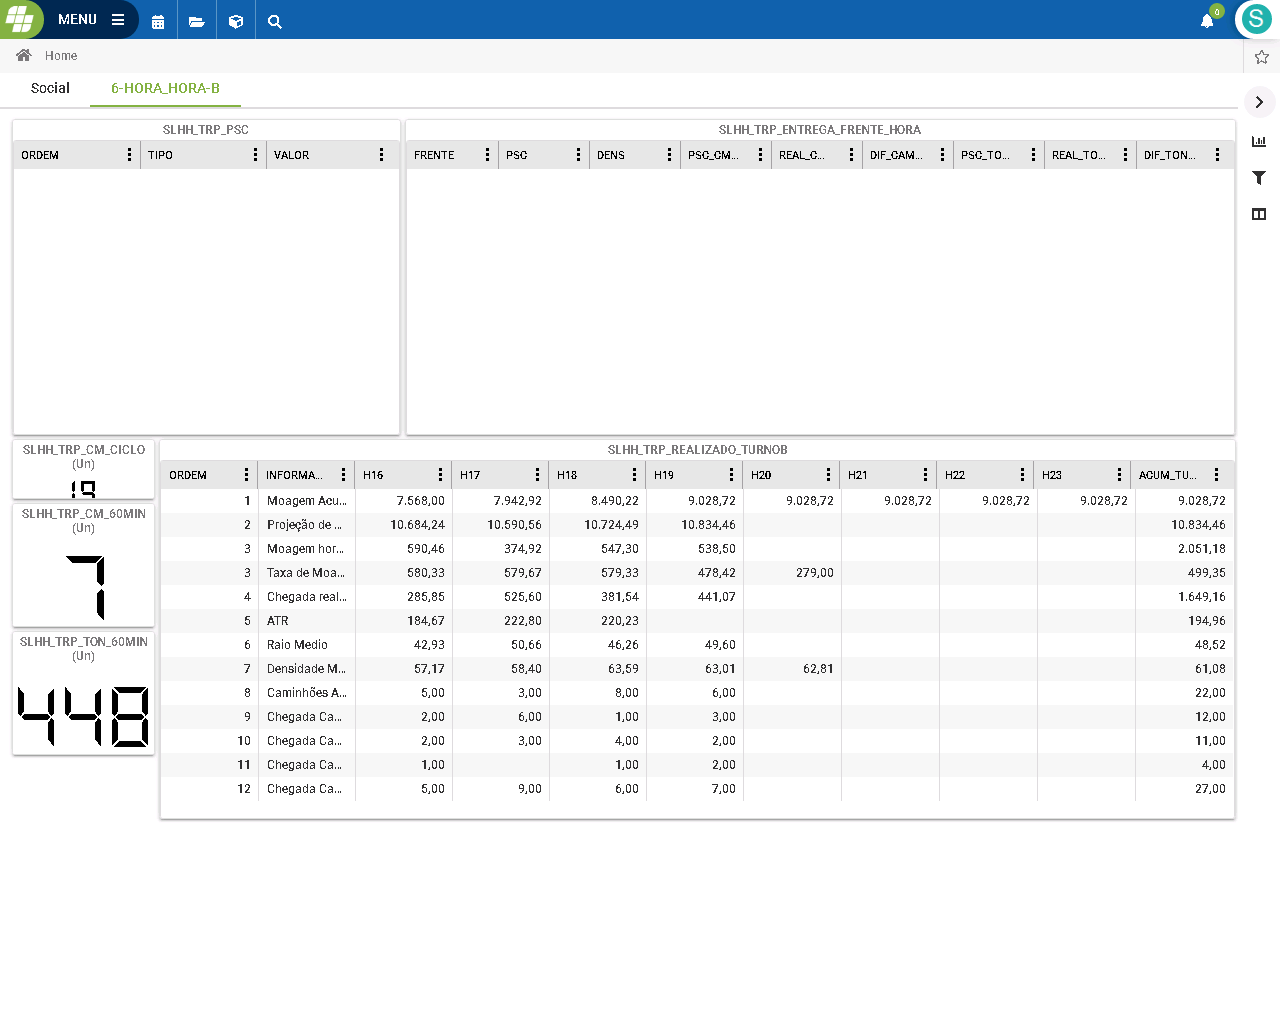 MENU
0
S
Home
Social 6-HORA_HORA-B
SLHH_TRP_PSC
ORDEM TIPO VALOR
SLHH_TRP_ENTREGA_FRENTE_HORA
FRENTE PSC DENS PSC_CM... REAL_C... DIF_CAM... PSC_TO... REAL_TO... DIF_TON...
SLHH_TRP_CM_CICLO
(Un)
19
SLHH_TRP_CM_60MIN
(Un)
7
SLHH_TRP_TON_60MIN
(Un)
448
SLHH_TRP_REALIZADO_TURNOB
ORDEM INFORMA... H16 H17 H18 H19 H20 H21 H22 H23 ACUM_TU...
1 Moagem Acu... 7.568,00 7.942,92 8.490,22 9.028,72 9.028,72 9.028,72 9.028,72 9.028,72 9.028,72
2 Projeção de ... 10.684,24 10.590,56 10.724,49 10.834,46 10.834,46
3 Moagem hor... 590,46 374,92 547,30 538,50 2.051,18
3 Taxa de Moa... 580,33 579,67 579,33 478,42 279,00 499,35
4 Chegada real... 285,85 525,60 381,54 441,07 1.649,16
5 ATR 184,67 222,80 220,23 194,96
6 Raio Medio 42,93 50,66 46,26 49,60 48,52
7 Densidade M... 57,17 58,40 63,59 63,01 62,81 61,08
8 Caminhões A... 5,00 3,00 8,00 6,00 22,00
9 Chegada Ca... 2,00 6,00 1,00 3,00 12,00
10 Chegada Ca... 2,00 3,00 4,00 2,00 11,00
11 Chegada Ca... 1,00 1,00 2,00 4,00
12 Chegada Ca... 5,00 9,00 6,00 7,00 27,00